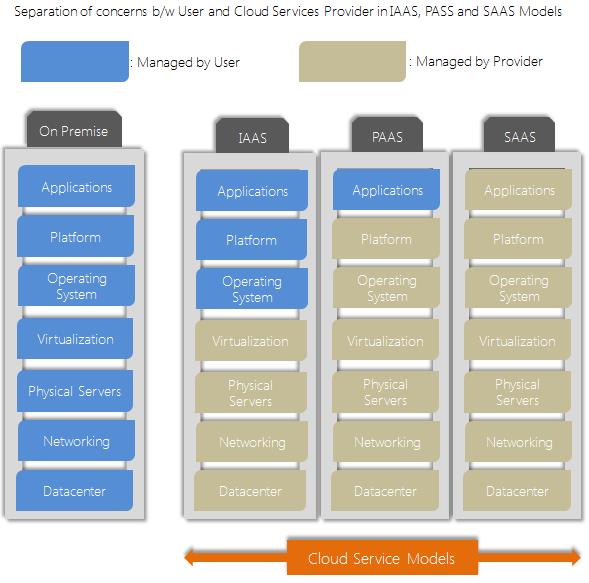 Separation of concerns b/w User and Cloud Services Provider in IAAS, PASS and SAAS Models
: Managed by User
: Managed by Provider
On Premise
Applications
Platform
Operating
System
Virtualization
Physical Servers
Networking
Datacenter
IAAS
Applications
Platform
Operating
System
Virtualization
Physical
Servers
Networking
Datacenter
PAAS
Applications
Platform
Operating
System
Virtualization
Physical
Servers
Networking
Datacenter
SAAS
Applications
Platform
Operating
System
Virtualization
Physical
Servers
Networking
Datacenter
Cloud Service Models